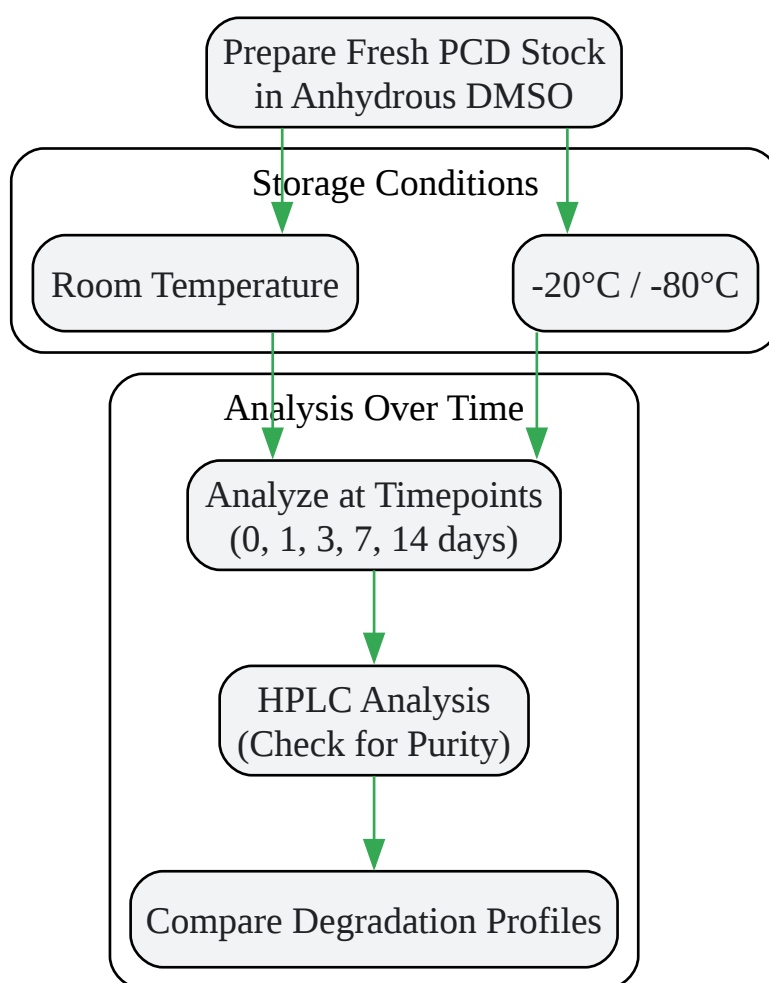 Prepare Fresh PCD Stock
in Anhydrous DMSO
Storage Conditions
Room Temperature
-20°C / -80°C
Analysis Over Time
Analyze at Timepoints
(0, 1, 3, 7, 14 days)
HPLC Analysis
(Check for Purity)
Compare Degradation Profiles